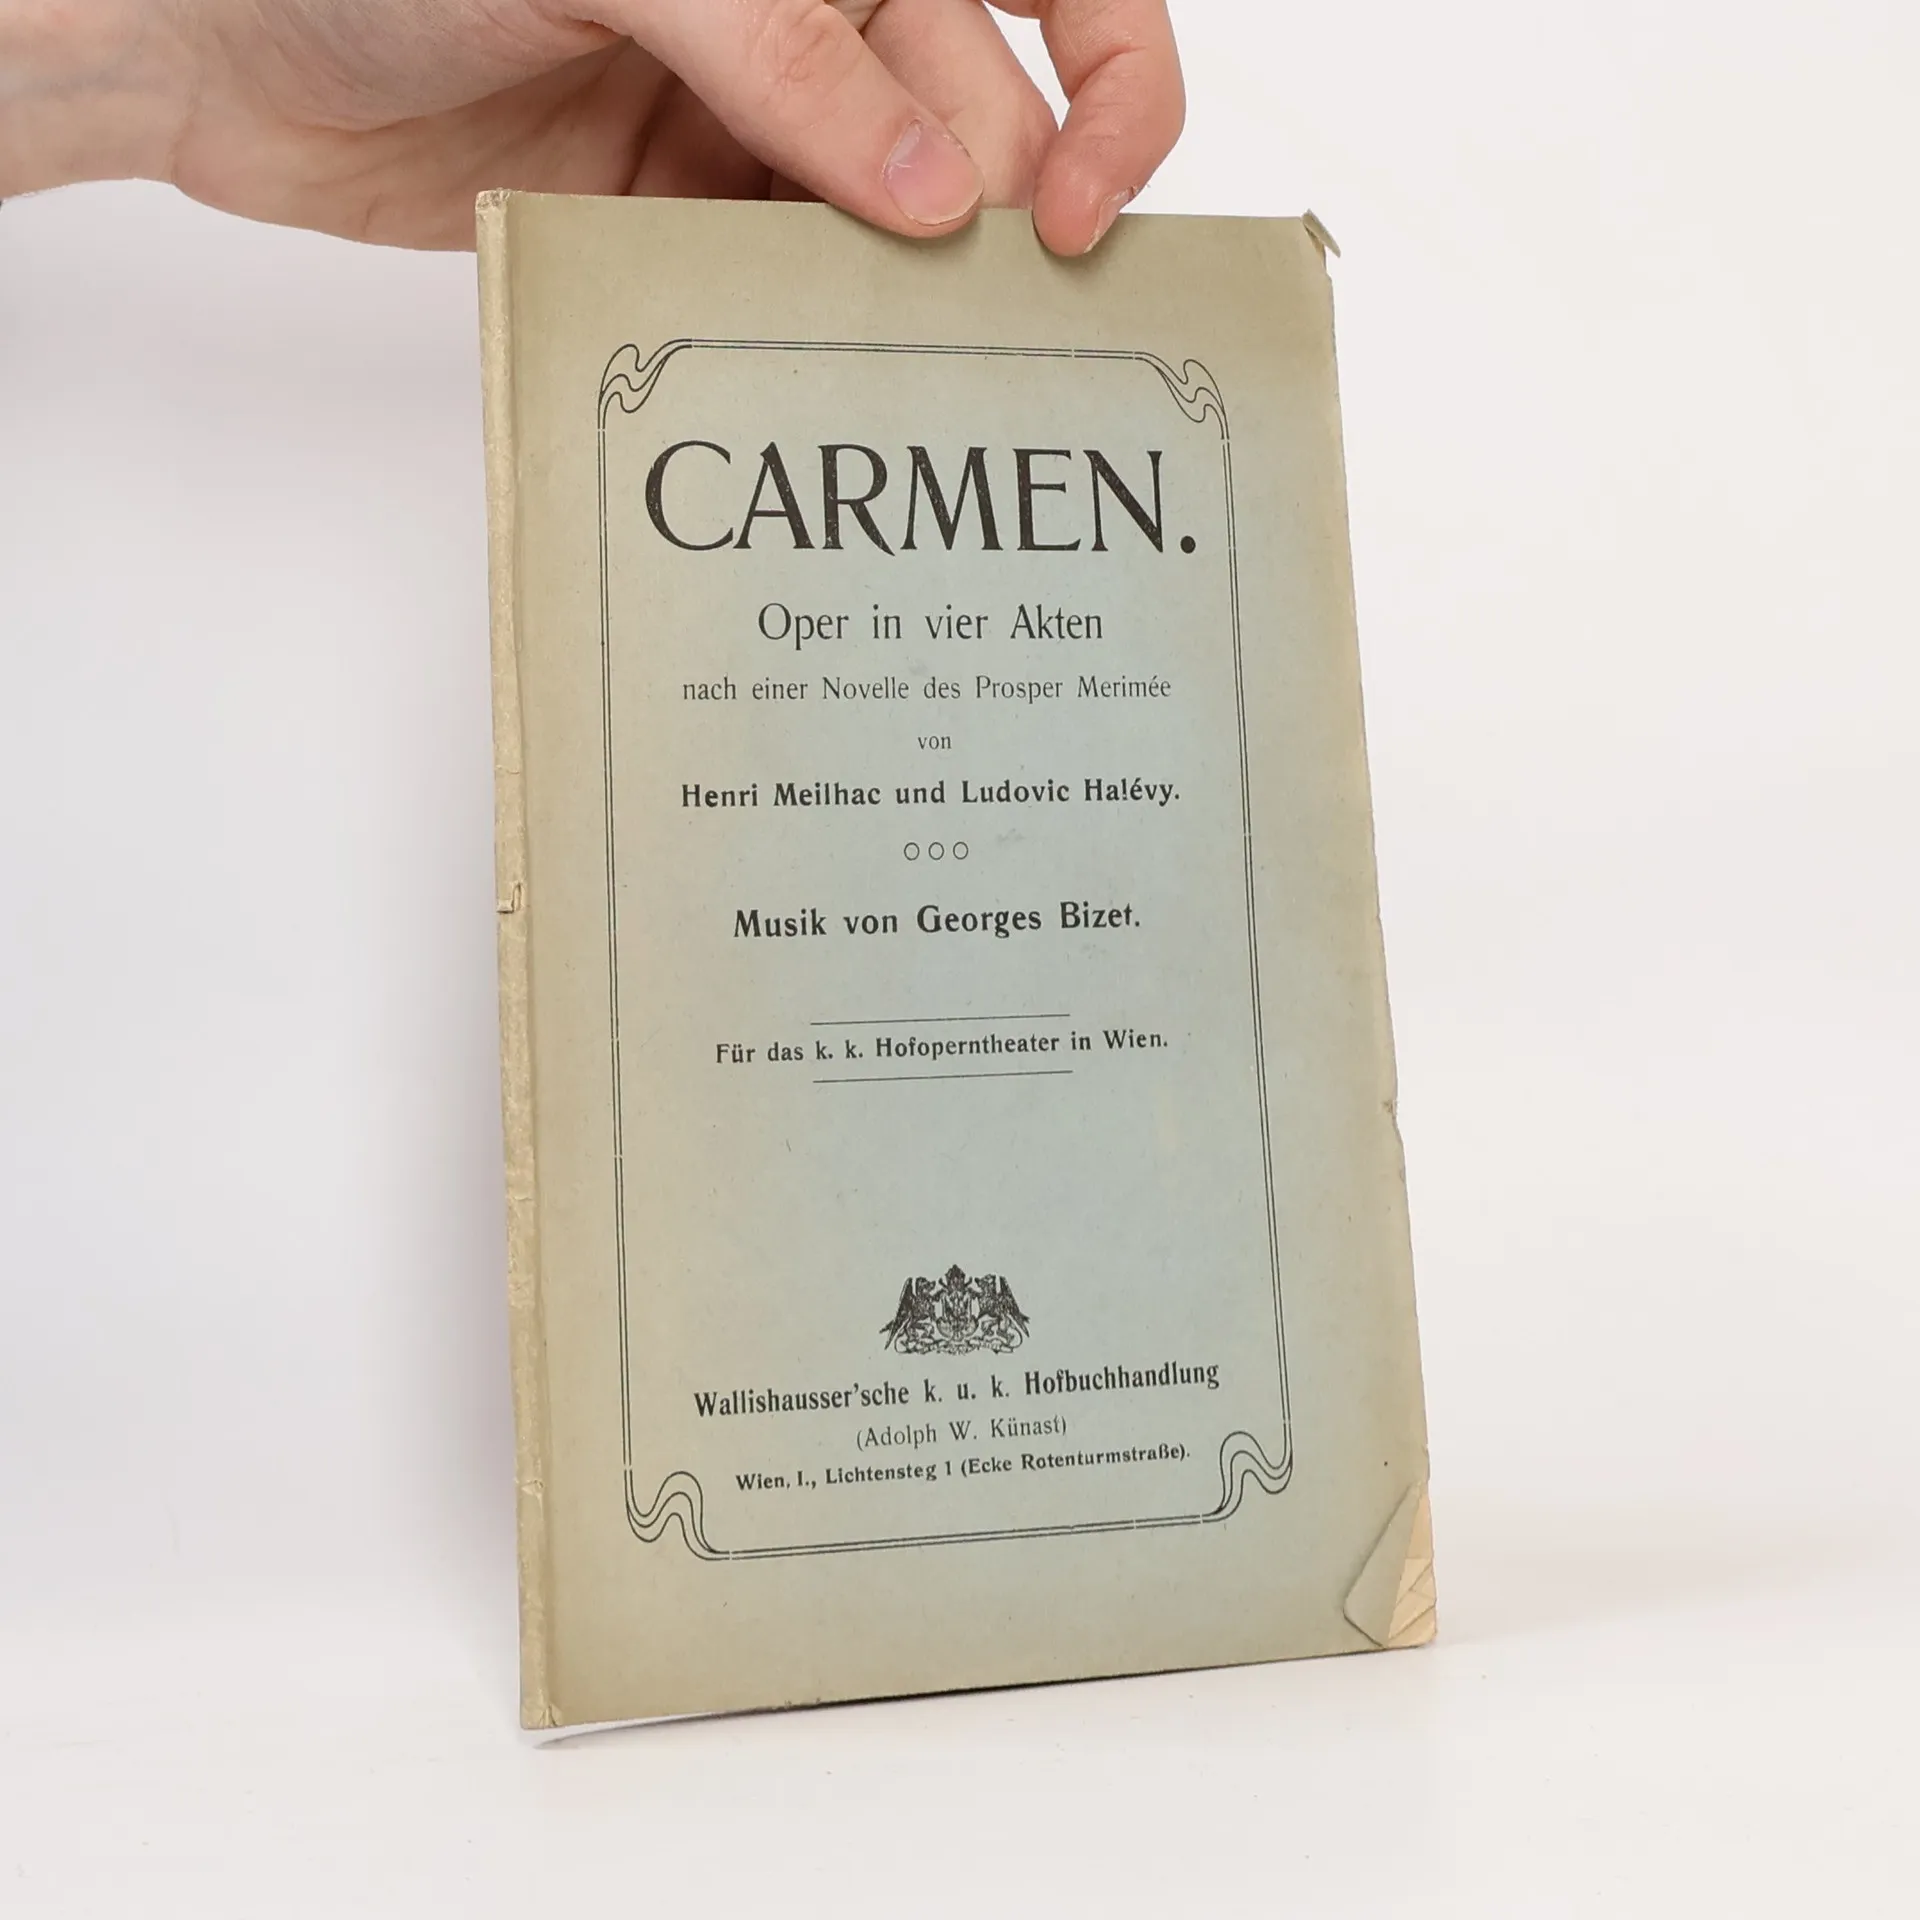 CARMEN.
Oper in vier Akten
nach einer Novelle des Prosper Merimée
von
Henri Meilhac und Ludovic Halévy.
Musik von Georges Bizet.
Für das k. k. Hofoperntheater in Wien.
Wallishausser'sche k. u. k. Hofbuchhandlung
(Adolph W. Künast)
Wien, I., Lichtensteg 1 (Ecke Rotenturmstraße).